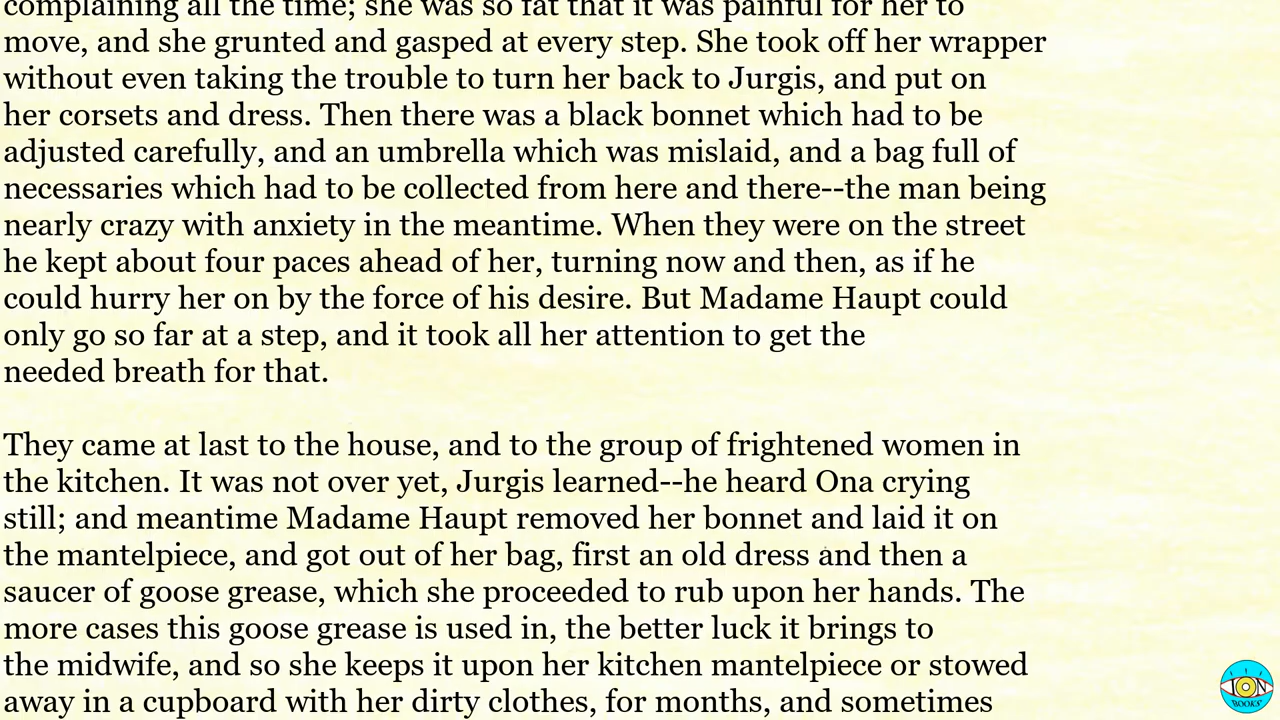 complaining all the time; she was so fat that it was painful for her to
move, and she grunted and gasped at every step. She took off her wrapper
without even taking the trouble to turn her back to Jurgis, and put on
her corsets and dress. Then there was a black bonnet which had to be
adjusted carefully, and an umbrella which was mislaid, and a bag full of
necessaries which had to be collected from here and there--the man being
nearly crazy with anxiety in the meantime. When they were on the street
he kept about four paces ahead of her, turning now and then, as if he
could hurry her on by the force of his desire. But Madame Haupt could
only go so far at a step, and it took all her attention to get the
needed breath for that.

They came at last to the house, and to the group of frightened women in
the kitchen. It was not over yet, Jurgis learned--he heard Ona crying
still; and meantime Madame Haupt removed her bonnet and laid it on
the mantelpiece, and got out of her bag, first an old dress and then a
saucer of goose grease, which she proceeded to rub upon her hands. The
more cases this goose grease is used in, the better luck it brings to
the midwife, and so she keeps it upon her kitchen mantelpiece or stowed
away in a cupboard with her dirty clothes, for months, and sometimes
ION
BOOKS